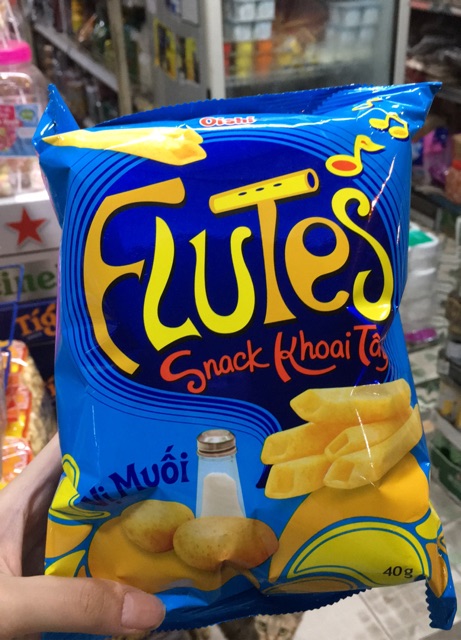 Oishi
FLUTES
Snack Khoai Tây
Vị Muối
40g